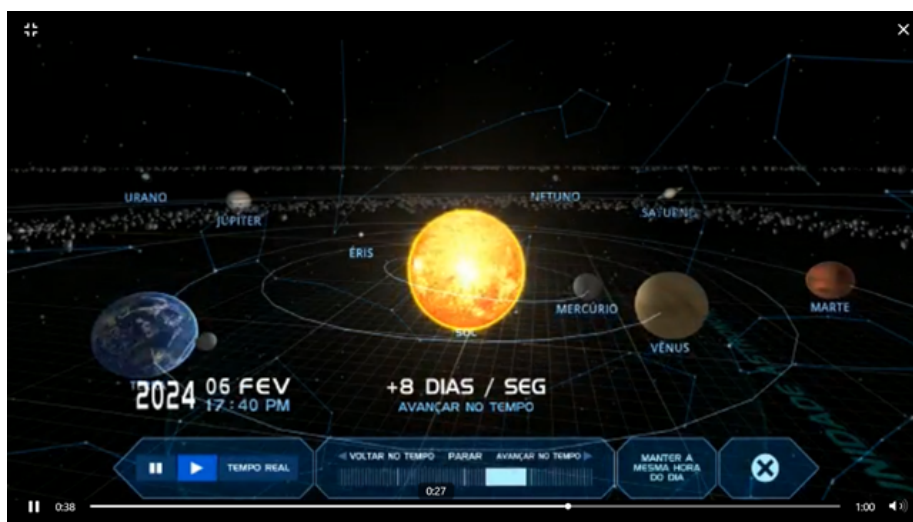 URANO
JÚPITER
NETUNO
SATURNO
ÉRIS
MERCÚRIO
MARTE
SOL
VÊNUS
2024 06 FEV
17:40 PM
+8 DIAS / SEG
AVANÇAR NO TEMPO
TEMPO REAL
VOLTAR NO TEMPO PARAR AVANÇAR NO TEMPO
MANTER A
MESMA HORA
DO DIA
0:27
0:38
1:00